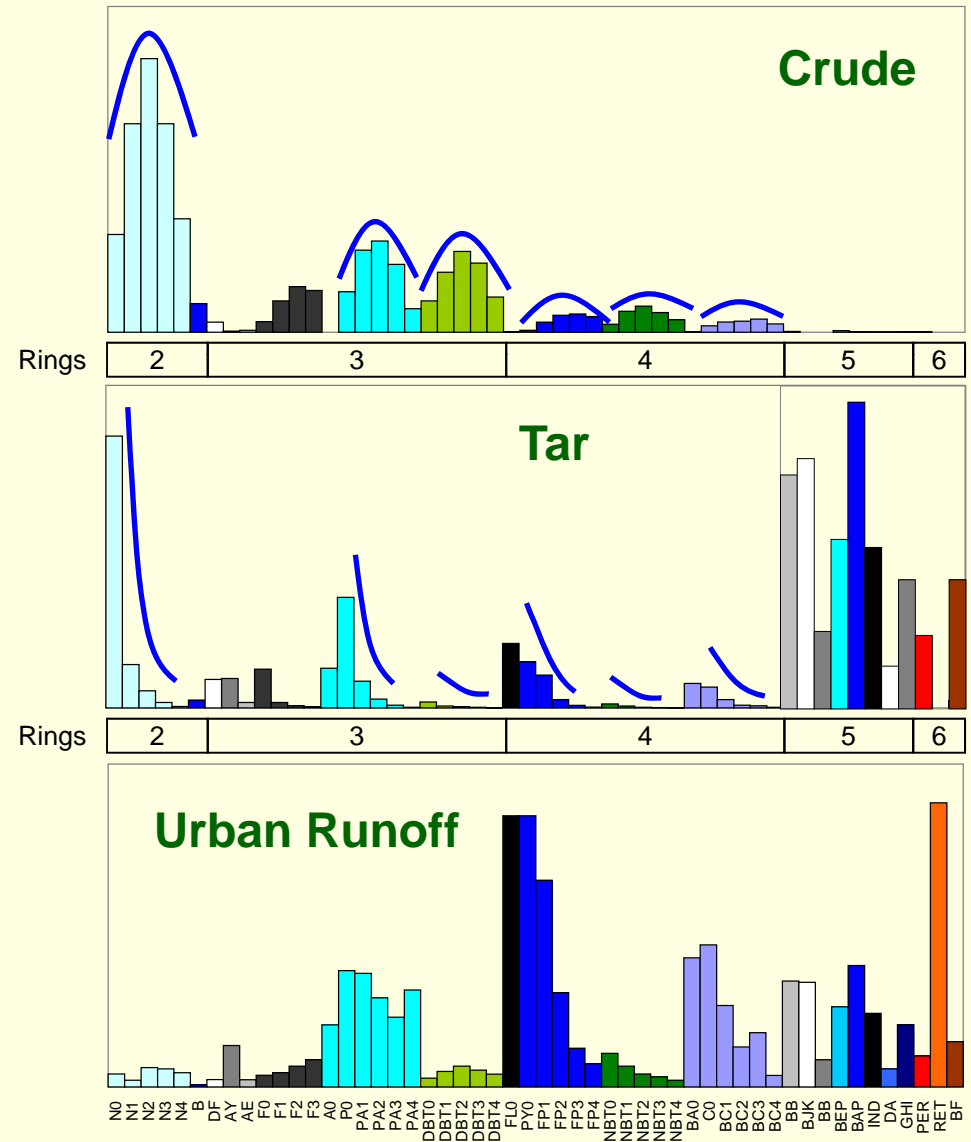 Crude
Rings 2 3 4 5 6
Tar
Rings 2 3 4 5 6
Urban Runoff
N0 N1 N2 N3 N4 B DF AY AE F0 F1 F2 F3 A0 P0 PA1 PA2 PA3 PA4 DBT0 DBT1 DBT2 DBT3 DBT4 FL0 PY0 FP1 FP2 FP3 FP4 NBT0 NBT1 NBT2 NBT3 NBT4 BA0 C0 BC1 BC2 BC3 BC4 BB BJK BB BEP BAP IND DA GHI PER RET BF